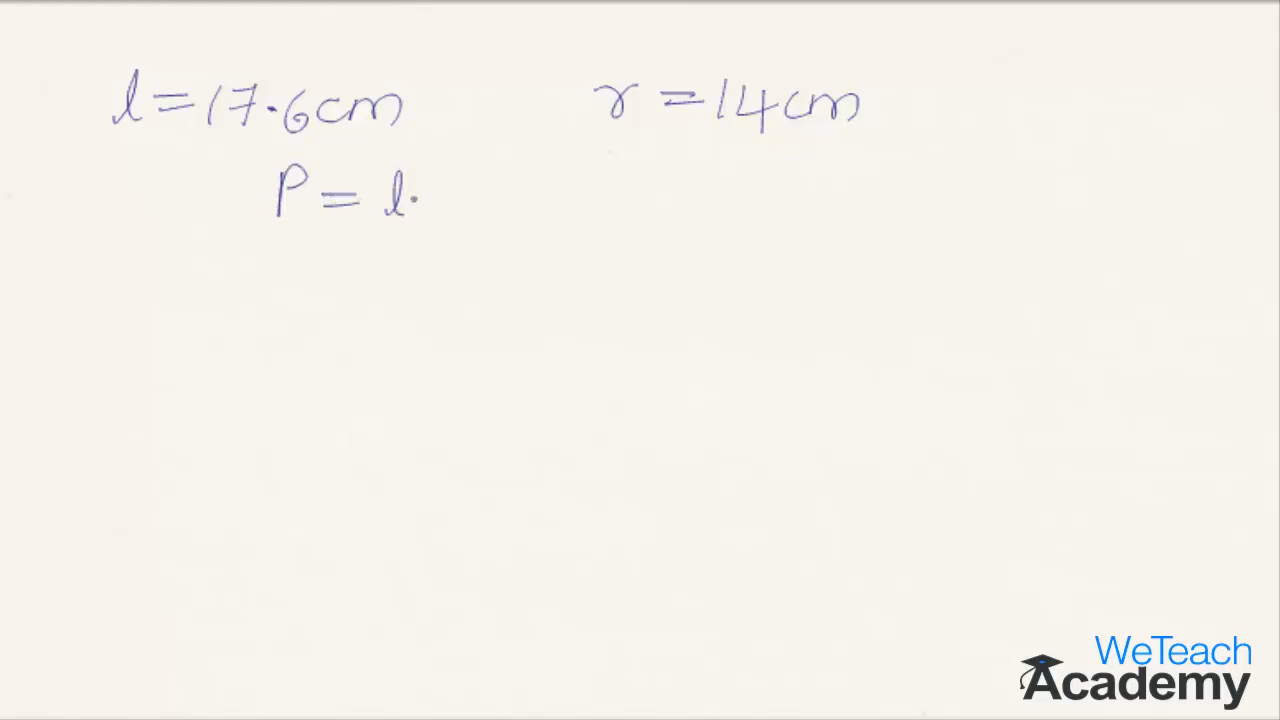 l = 17.6cm r = 14cm
P = l.
WeTeach
Academy